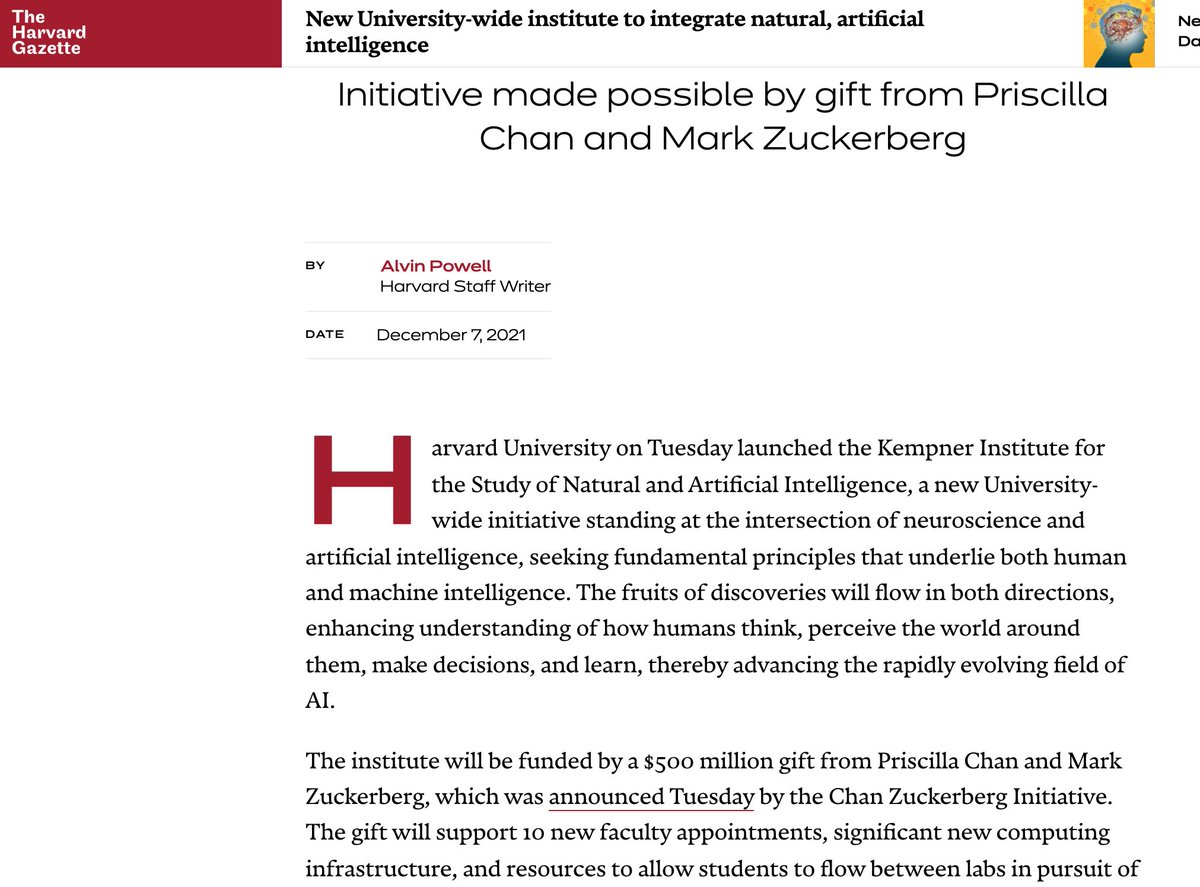 The
Harvard
Gazette
New University-wide institute to integrate natural, artificial
intelligence
Ne
Da
Initiative made possible by gift from Priscilla
Chan and Mark Zuckerberg
BY Alvin Powell
Harvard Staff Writer
DATE December 7, 2021
Harvard University on Tuesday launched the Kempner Institute for
the Study of Natural and Artificial Intelligence, a new University-
wide initiative standing at the intersection of neuroscience and
artificial intelligence, seeking fundamental principles that underlie both human
and machine intelligence. The fruits of discoveries will flow in both directions,
enhancing understanding of how humans think, perceive the world around
them, make decisions, and learn, thereby advancing the rapidly evolving field of
AI.
The institute will be funded by a $500 million gift from Priscilla Chan and Mark
Zuckerberg, which was announced Tuesday by the Chan Zuckerberg Initiative.
The gift will support 10 new faculty appointments, significant new computing
infrastructure, and resources to allow students to flow between labs in pursuit of